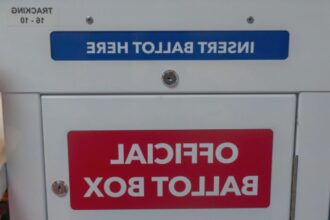 TRACKING
16 - 10
INSERT BALLOT HERE
OFFICIAL
BALLOT BOX